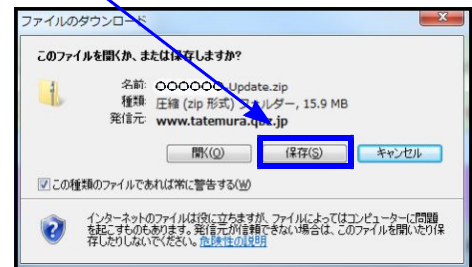 ファイルのダウンロード
このファイルを開くか、または保存しますか?
名前: OOOOOO Update.zip
種類: 圧縮 (zip 形式) フォルダー, 15.9 MB
発信元: www.tatemura.qbz.jp
開く(O) 保存(S) キャンセル
この種類のファイルであれば常に警告する(W)
インターネットのファイルは役に立ちますが、ファイルによってはコンピューターに問題
を起こすものもあります。発信元が信頼できない場合は、このファイルを開いたり保
存したりしないでください。危険性の説明